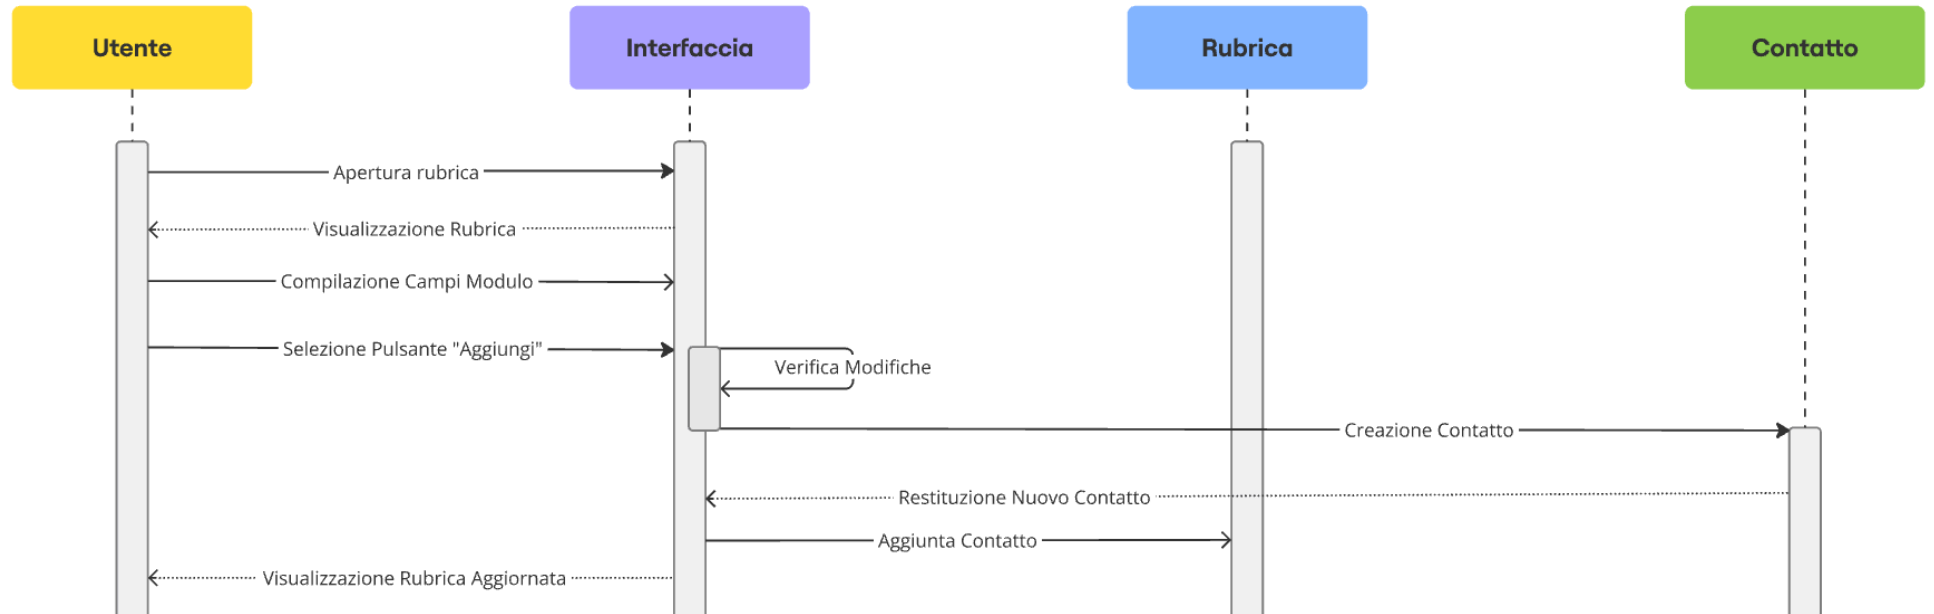 Utente
Interfaccia
Rubrica
Contatto
Apertura rubrica
Visualizzazione Rubrica
Compilazione Campi Modulo
Selezione Pulsante "Aggiungi"
Verifica Modifiche
Creazione Contatto
Restituzione Nuovo Contatto
Aggiunta Contatto
Visualizzazione Rubrica Aggiornata